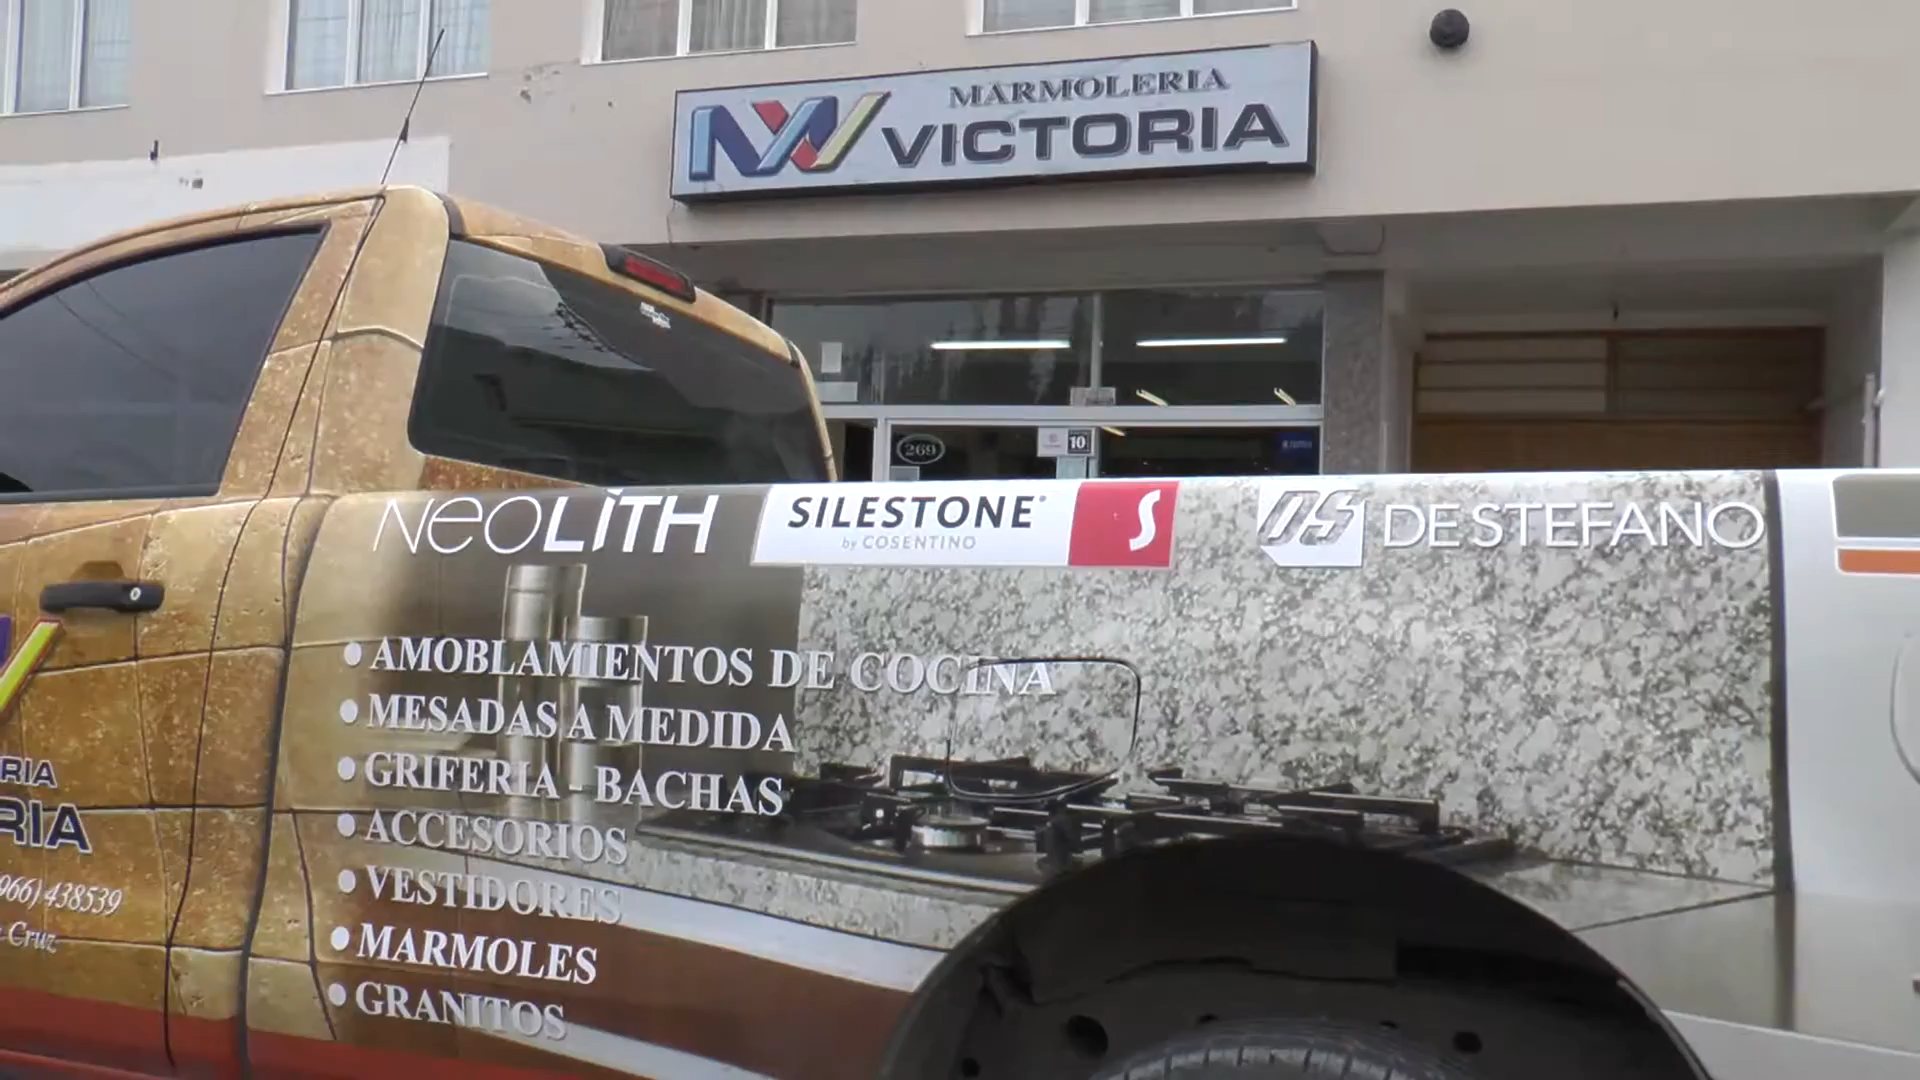 MARMOLERIA
VICTORIA
269
10
NEOLITH
SILESTONE
by COSENTINO
S
DS DE STEFANO
• AMOBLAMIENTOS DE COCINA
• MESADAS A MEDIDA
• GRIFERIA - BACHAS
• ACCESORIOS
• VESTIDORES
• MARMOLES
• GRANITOS
RIA
RIA
966) 438539
Cruz